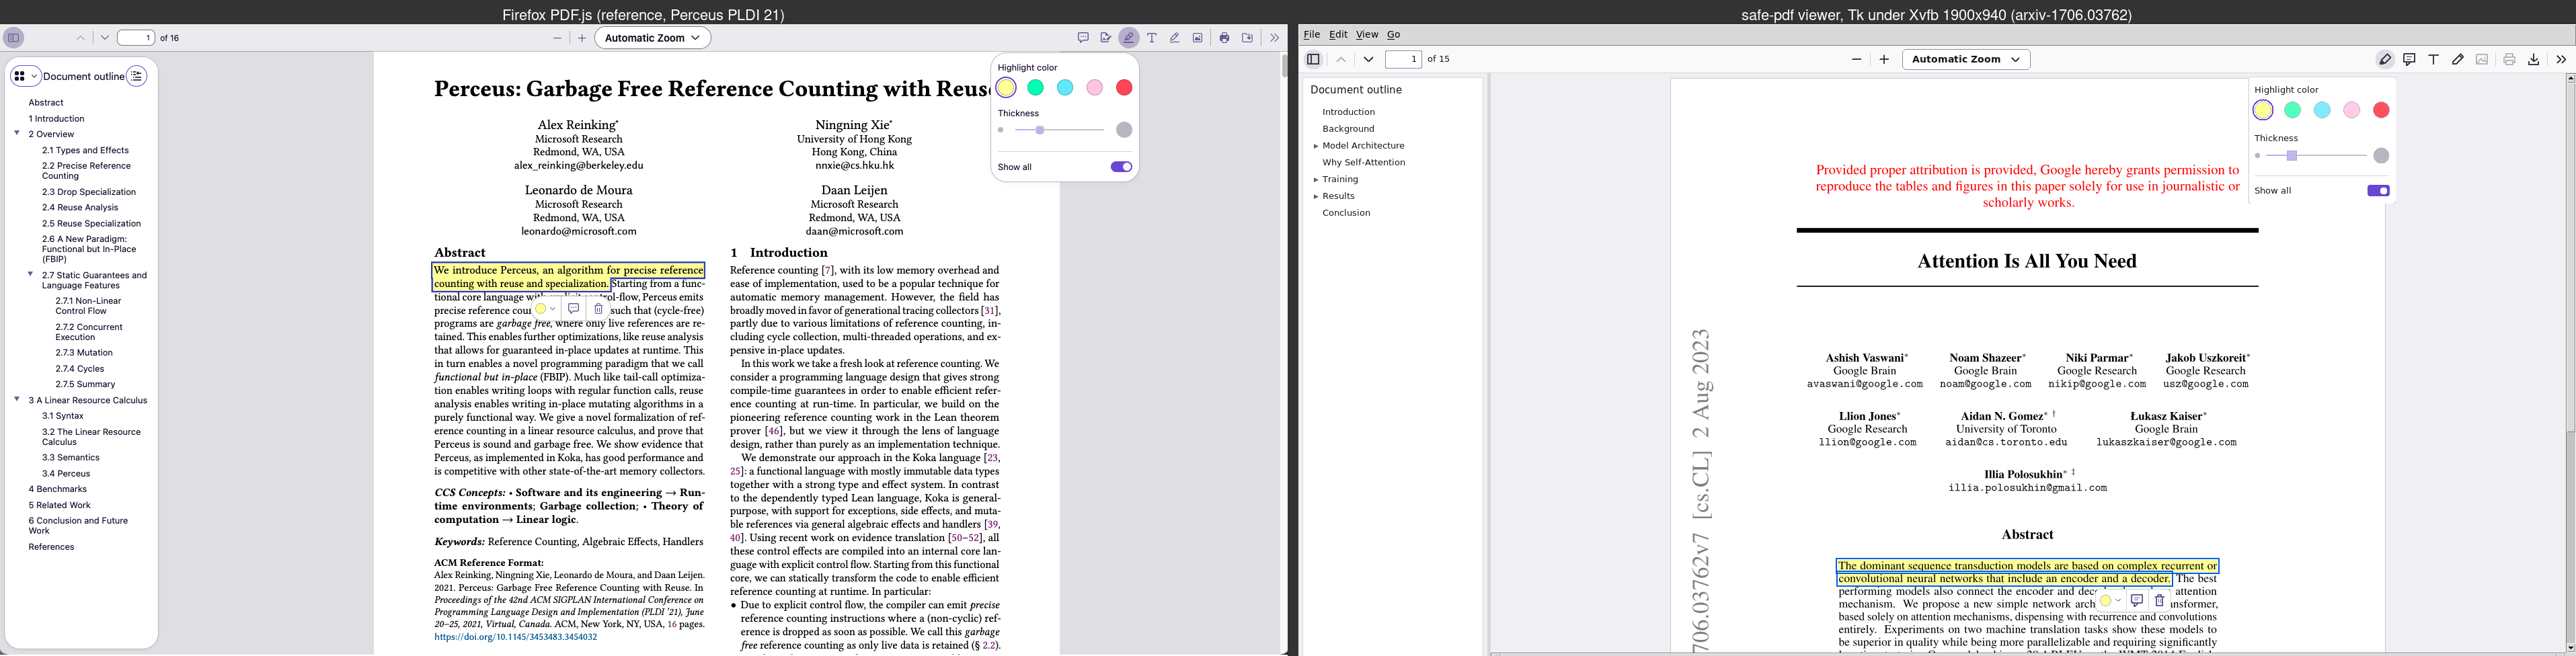 Firefox PDF.js (reference, Perceus PLDI 21)
1 of 16
Automatic Zoom
Document outline
Abstract
1 Introduction
2 Overview
2.1 Types and Effects
2.2 Precise Reference
Counting
2.3 Drop Specialization
2.4 Reuse Analysis
2.5 Reuse Specialization
2.6 A New Paradigm:
Functional but In-Place
(FBIP)
2.7 Static Guarantees and
Language Features
2.7.1 Non-Linear
Control Flow
2.7.2 Concurrent
Execution
2.7.3 Mutation
2.7.4 Cycles
2.7.5 Summary
3 A Linear Resource Calculus
3.1 Syntax
3.2 The Linear Resource
Calculus
3.3 Semantics
3.4 Perceus
4 Benchmarks
5 Related Work
6 Conclusion and Future
Work
References
Perceus: Garbage Free Reference Counting with Reus
Alex Reinking*
Microsoft Research
Redmond, WA, USA
alex_reinking@berkeley.edu
Ningning Xie*
University of Hong Kong
Hong Kong, China
nnxie@cs.hku.hk
Leonardo de Moura
Microsoft Research
Redmond, WA, USA
leonardo@microsoft.com
Daan Leijen
Microsoft Research
Redmond, WA, USA
daan@microsoft.com
Abstract
We introduce Perceus, an algorithm for precise reference
counting with reuse and specialization. Starting from a func-
tional core language with explicit control-flow, Perceus emits
precise reference coun such that (cycle-free)
programs are garbage free, where only live references are re-
tained. This enables further optimizations, like reuse analysis
that allows for guaranteed in-place updates at runtime. This
in turn enables a novel programming paradigm that we call
functional but in-place (FBIP). Much like tail-call optimiza-
tion enables writing loops with regular function calls, reuse
analysis enables writing in-place mutating algorithms in a
purely functional way. We give a novel formalization of ref-
erence counting in a linear resource calculus, and prove that
Perceus is sound and garbage free. We show evidence that
Perceus, as implemented in Koka, has good performance and
is competitive with other state-of-the-art memory collectors.
CCS Concepts: • Software and its engineering → Run-
time environments; Garbage collection; • Theory of
computation → Linear logic.
Keywords: Reference Counting, Algebraic Effects, Handlers
ACM Reference Format:
Alex Reinking, Ningning Xie, Leonardo de Moura, and Daan Leijen.
2021. Perceus: Garbage Free Reference Counting with Reuse. In
Proceedings of the 42nd ACM SIGPLAN International Conference on
Programming Language Design and Implementation (PLDI '21), June
20–25, 2021, Virtual, Canada. ACM, New York, NY, USA, 16 pages.
https://doi.org/10.1145/3453483.3454032
1 Introduction
Reference counting [7], with its low memory overhead and
ease of implementation, used to be a popular technique for
automatic memory management. However, the field has
broadly moved in favor of generational tracing collectors [31],
partly due to various limitations of reference counting, in-
cluding cycle collection, multi-threaded operations, and ex-
pensive in-place updates.
In this work we take a fresh look at reference counting. We
consider a programming language design that gives strong
compile-time guarantees in order to enable efficient refer-
ence counting at run-time. In particular, we build on the
pioneering reference counting work in the Lean theorem
prover [46], but we view it through the lens of language
design, rather than purely as an implementation technique.
We demonstrate our approach in the Koka language [23,
25]: a functional language with mostly immutable data types
together with a strong type and effect system. In contrast
to the dependently typed Lean language, Koka is general-
purpose, with support for exceptions, side effects, and muta-
ble references via general algebraic effects and handlers [39,
40]. Using recent work on evidence translation [50–52], all
these control effects are compiled into an internal core lan-
guage with explicit control flow. Starting from this functional
core, we can statically transform the code to enable efficient
reference counting at runtime. In particular:
• Due to explicit control flow, the compiler can emit precise
reference counting instructions where a (non-cyclic) ref-
erence is dropped as soon as possible. We call this garbage
free reference counting as only live data is retained (§ 2.2).
Highlight color
Thickness
Show all
safe-pdf viewer, Tk under Xvfb 1900x940 (arxiv-1706.03762)
File Edit View Go
1 of 15
Automatic Zoom
Document outline
Introduction
Background
Model Architecture
Why Self-Attention
Training
Results
Conclusion
Provided proper attribution is provided, Google hereby grants permission to
reproduce the tables and figures in this paper solely for use in journalistic or
scholarly works.
Attention Is All You Need
Ashish Vaswani*
Google Brain
avaswani@google.com
Noam Shazeer*
Google Brain
noam@google.com
Niki Parmar*
Google Research
nikip@google.com
Jakob Uszkoreit*
Google Research
usz@google.com
Llion Jones*
Google Research
llion@google.com
Aidan N. Gomez* †
University of Toronto
aidan@cs.toronto.edu
Łukasz Kaiser*
Google Brain
lukaszkaiser@google.com
Illia Polosukhin* ‡
illia.polosukhin@gmail.com
Abstract
The dominant sequence transduction models are based on complex recurrent or
convolutional neural networks that include an encoder and a decoder. The best
performing models also connect the encoder and deco attention
mechanism. We propose a new simple network arch ansformer,
based solely on attention mechanisms, dispensing with recurrence and convolutions
entirely. Experiments on two machine translation tasks show these models to
be superior in quality while being more parallelizable and requiring significantly
706.03762v7 [cs.CL] 2 Aug 2023
Highlight color
Thickness
Show all